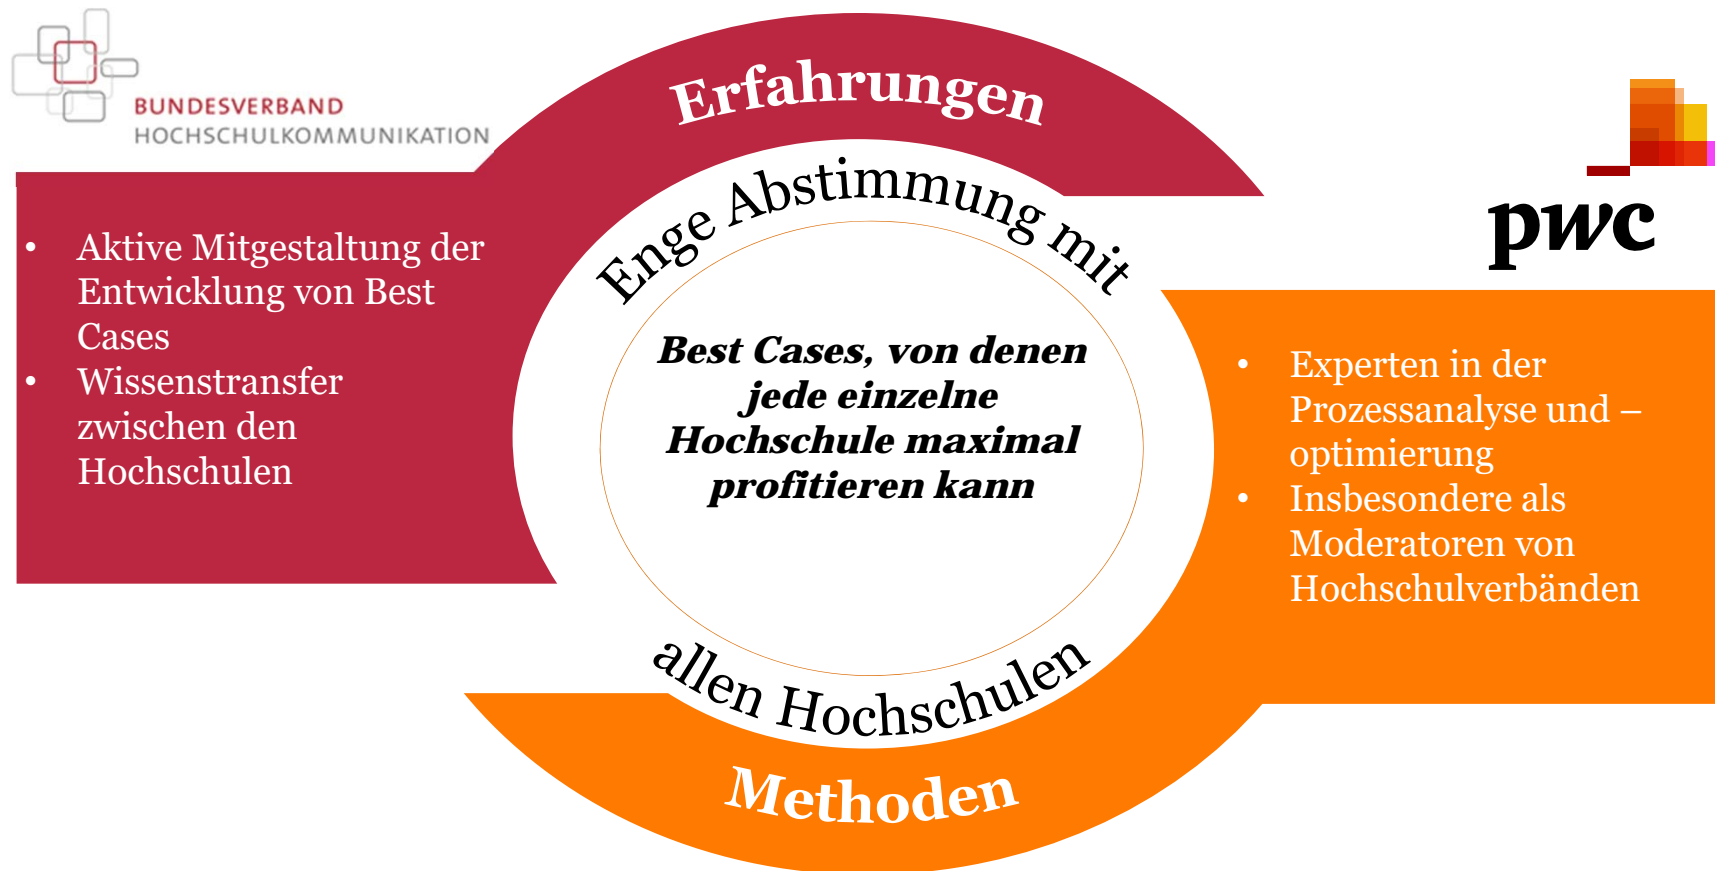 BUNDESVERBAND
HOCHSCHULKOMMUNIKATION
Erfahrungen
pwc
Enge Abstimmung mit
• Aktive Mitgestaltung der
Entwicklung von Best
Cases
• Wissenstransfer
zwischen den
Hochschulen
Best Cases, von denen
jede einzelne
Hochschule maximal
profitieren kann
• Experten in der
Prozessanalyse und –
optimierung
• Insbesondere als
Moderatoren von
Hochschulverbänden
allen Hochschulen
Methoden